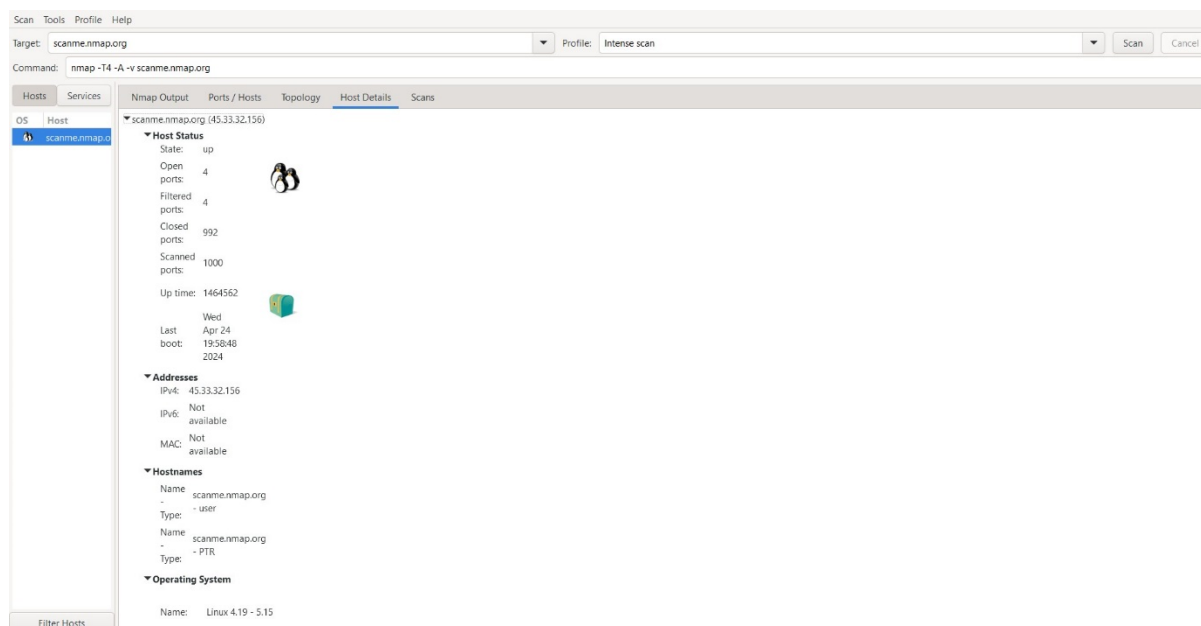 Scan Tools Profile Help
Target: scanme.nmap.org Profile: Intense scan Scan Cancel
Command: nmap -T4 -A -v scanme.nmap.org
Hosts Services Nmap Output Ports / Hosts Topology Host Details Scans
OS Host
scanme.nmap.o
scanme.nmap.org (45.33.32.156)
Host Status
State: up
Open
ports: 4
Filtered
ports: 4
Closed
ports: 992
Scanned
ports: 1000
Up time: 1464562
Last
boot: Wed
Apr 24
19:58:48
2024
Addresses
IPv4: 45.33.32.156
IPv6: Not
available
MAC: Not
available
Hostnames
Name
-
Type: scanme.nmap.org
- user
Name
-
Type: scanme.nmap.org
- PTR
Operating System
Name: Linux 4.19 - 5.15
Filter Hosts